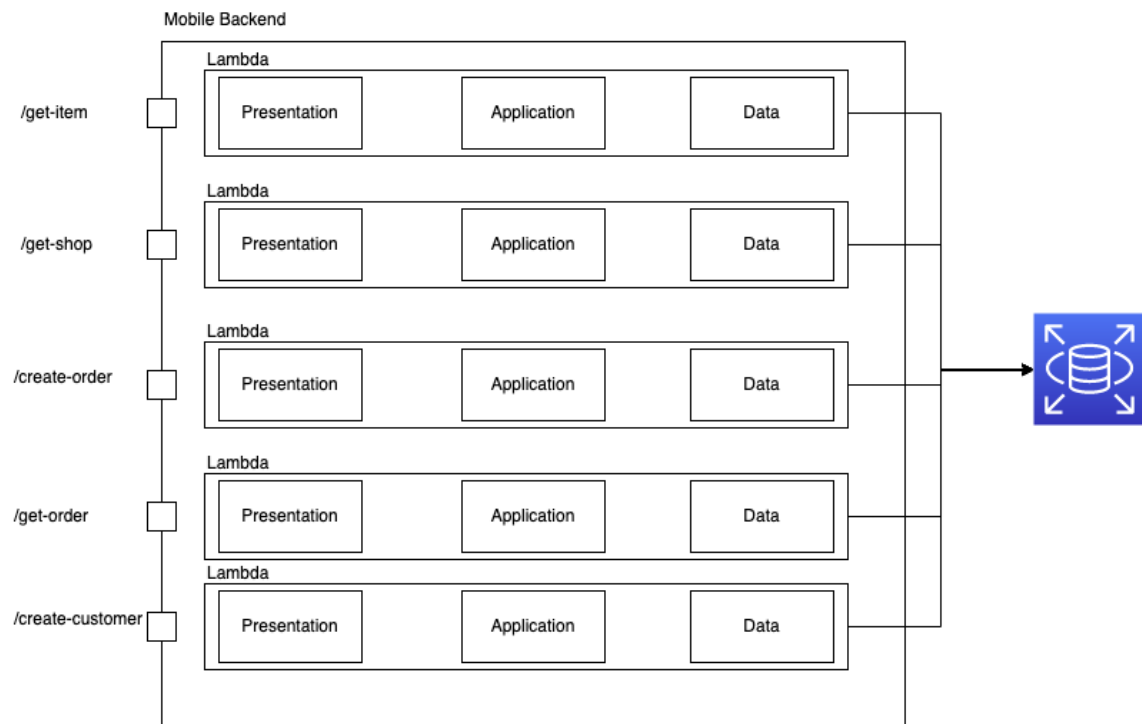 Mobile Backend
Lambda
/get-item
Presentation
Application
Data
Lambda
/get-shop
Presentation
Application
Data
Lambda
/create-order
Presentation
Application
Data
Lambda
/get-order
Presentation
Application
Data
Lambda
/create-customer
Presentation
Application
Data